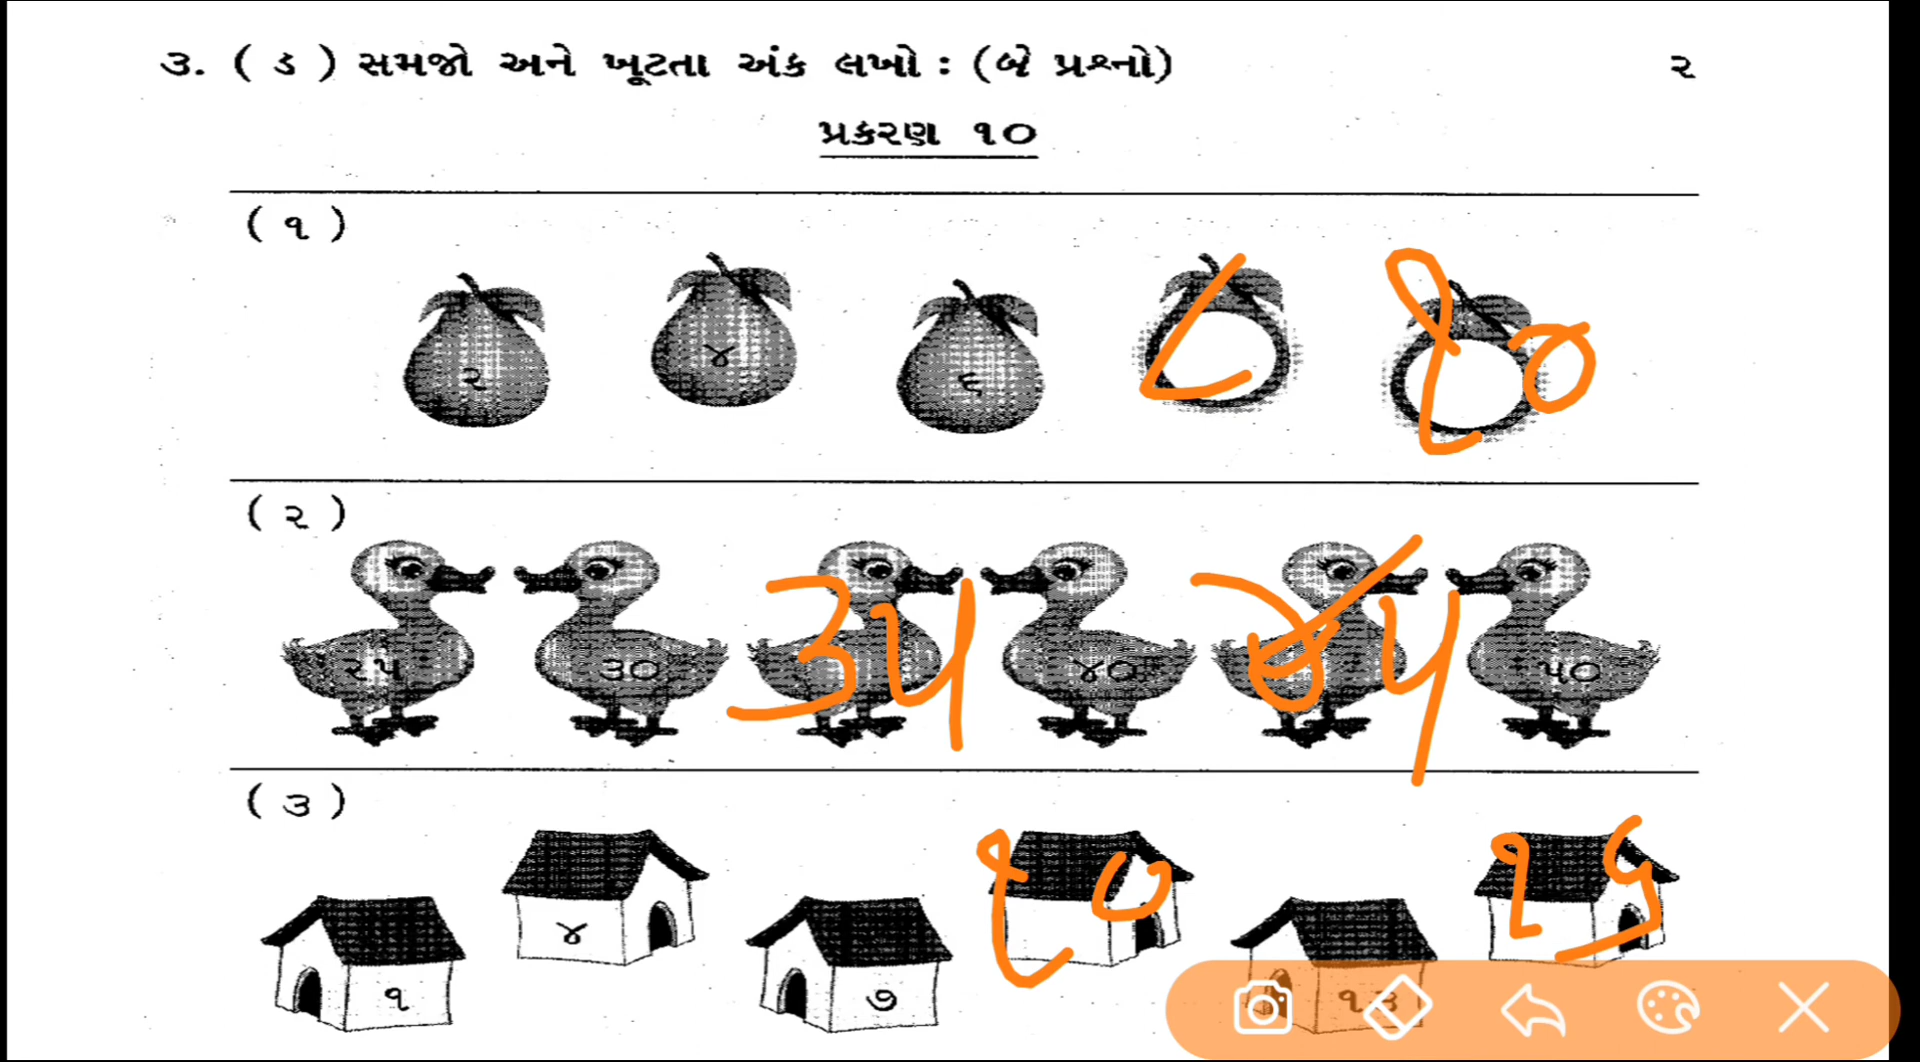 ૩. ( ડ ) સમજો અને ખૂટતા અંક લખો : (બે પ્રશ્નો) ૨
પ્રકરણ ૧૦
( ૧ )
૨ ૪ ૬ ૮ ૧૦
( ૨ )
૨૫ ૩૦ ૩૫ ૪૦ ૪૫ ૫૦
( ૩ )
૧ ૪ ૭ ૧૦ ૧૩ ૧૬